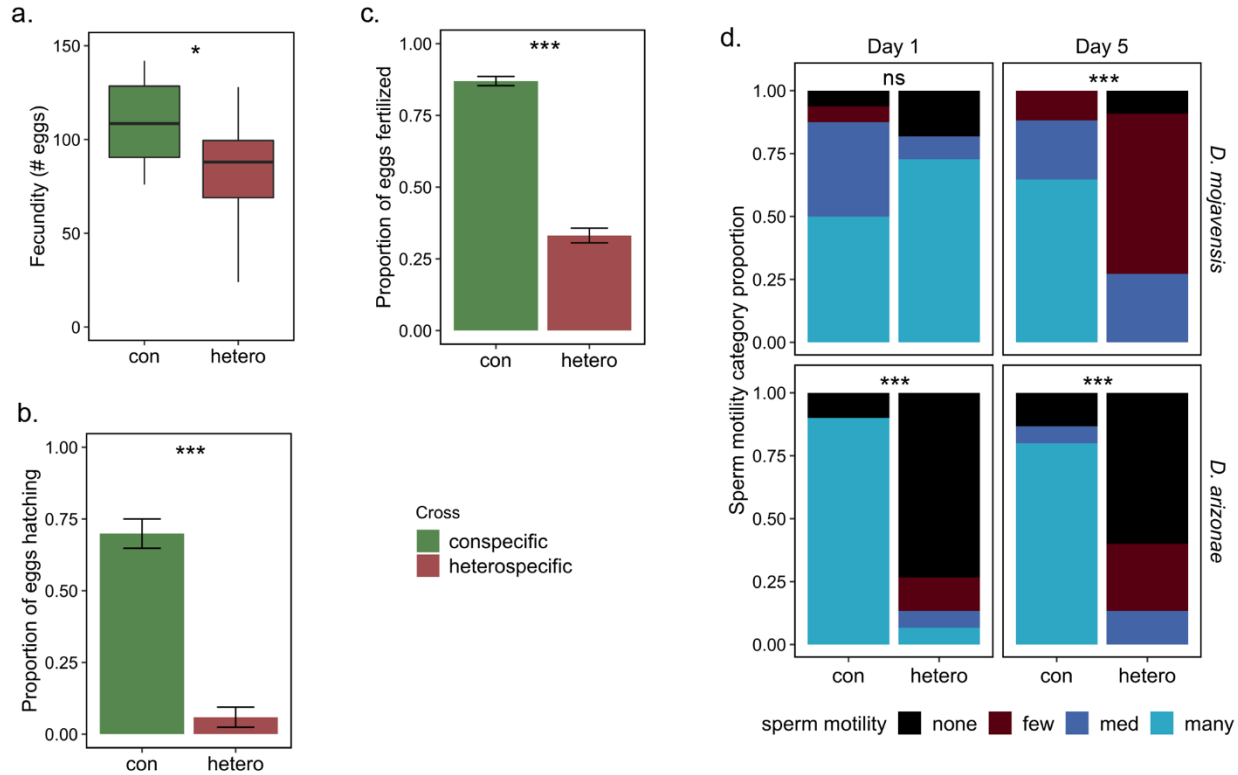 a.
*
150
100
50
0
Fecundity (# eggs)
con hetero
b.
***
1.00
0.75
0.50
0.25
0.00
Proportion of eggs hatching
con hetero
c.
***
1.00
0.75
0.50
0.25
0.00
Proportion of eggs fertilized
con hetero
Cross
conspecific
heterospecific
d.
Day 1 Day 5
ns ***
1.00
0.75
0.50
0.25
0.00
D. mojavensis
Sperm motility category proportion
*** ***
1.00
0.75
0.50
0.25
0.00
D. arizonae
con hetero con hetero
sperm motility none few med many